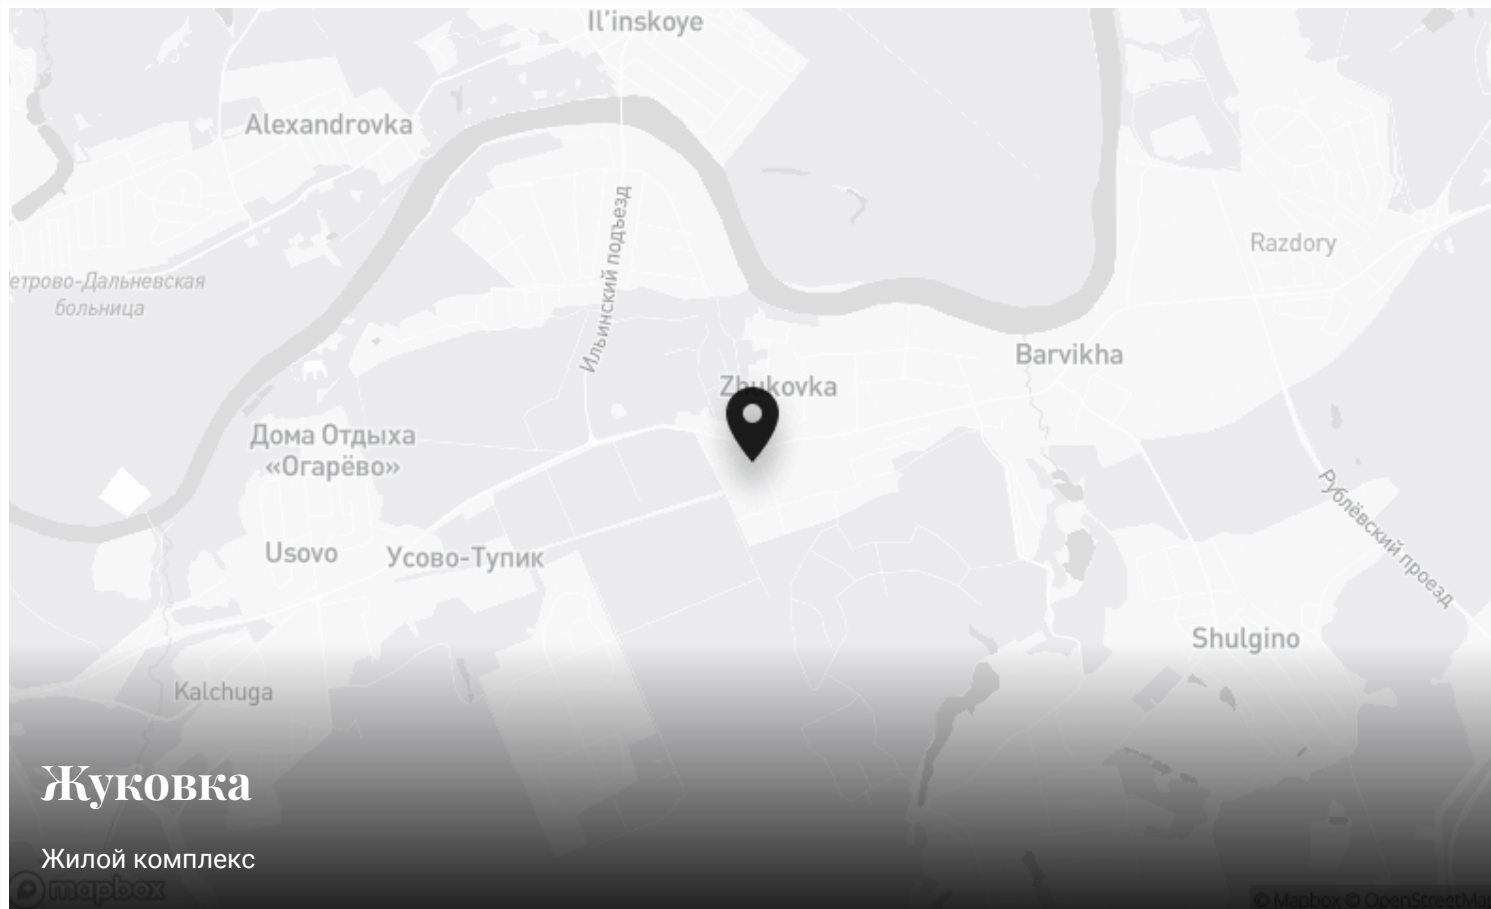 Il'inskoye
Alexandrovka
Ильинский подъезд
Razdory
етрово-Дальневская
больница
Barvikha
Zhukovka
Дома Отдыха
«Огарёво»
Рублёвский проезд
Usovo
Усово-Тупик
Shulgino
Kalchuga
Жуковка
Жилой комплекс
mapbox
© Mapbox © OpenStreetMap